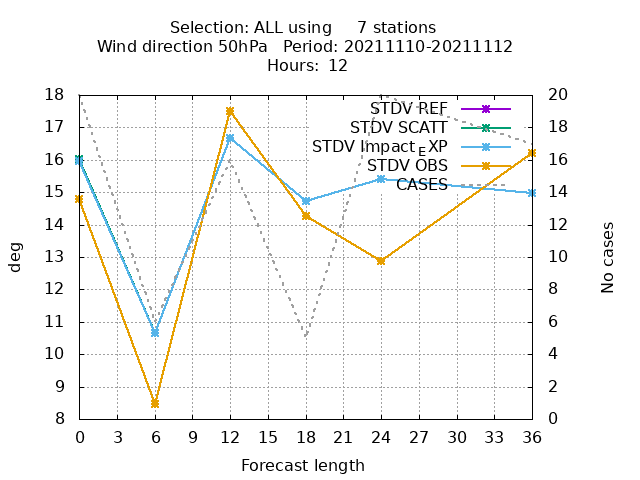 Selection: ALL using 7 stations
Wind direction 50hPa Period: 20211110-20211112
Hours: 12
18
17
16
15
14
13
12
11
10
9
8
20
18
16
14
12
10
8
6
4
2
0
STDV REF
STDV SCATT
STDV Impact_EXP
STDV OBS
CASES
deg
No cases
0 3 6 9 12 15 18 21 24 27 30 33 36
Forecast length